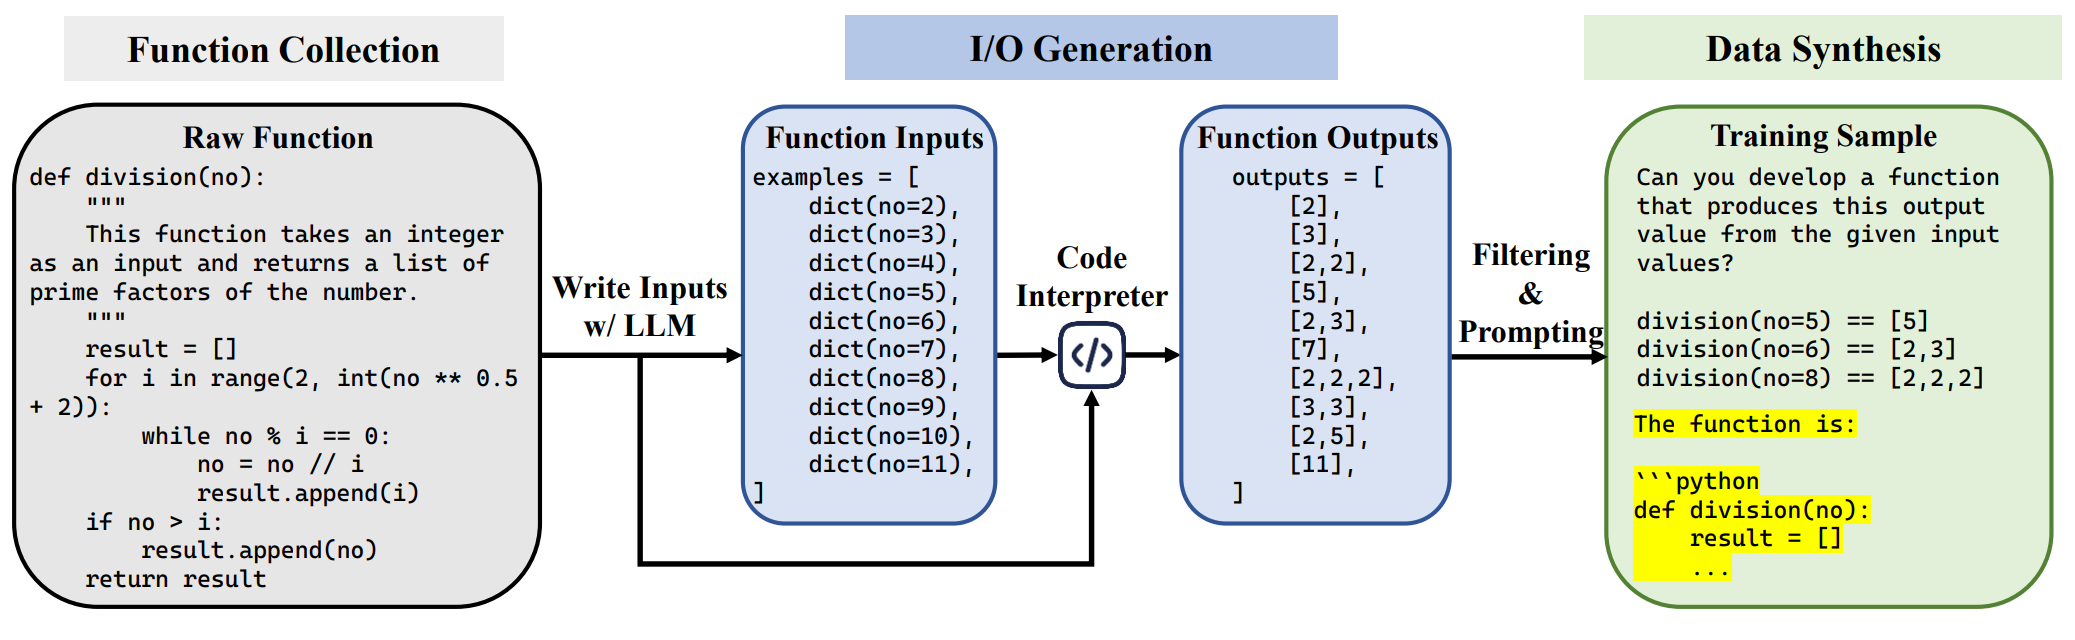 Function Collection
I/O Generation
Data Synthesis
Raw Function
def division(no):
    """
    This function takes an integer
as an input and returns a list of
prime factors of the number.
    """
    result = []
    for i in range(2, int(no ** 0.5
+ 2)):
        while no % i == 0:
            no = no // i
            result.append(i)
    if no > i:
        result.append(no)
    return result
Write Inputs
w/ LLM
Function Inputs
examples = [
    dict(no=2),
    dict(no=3),
    dict(no=4),
    dict(no=5),
    dict(no=6),
    dict(no=7),
    dict(no=8),
    dict(no=9),
    dict(no=10),
    dict(no=11),
]
Code
Interpreter
</>
Function Outputs
outputs = [
    [2],
    [3],
    [2,2],
    [5],
    [2,3],
    [7],
    [2,2,2],
    [3,3],
    [2,5],
    [11],
]
Filtering
&
Prompting
Training Sample
Can you develop a function
that produces this output
value from the given input
values?
division(no=5) == [5]
division(no=6) == [2,3]
division(no=8) == [2,2,2]
The function is:
```python
def division(no):
    result = []
    ...